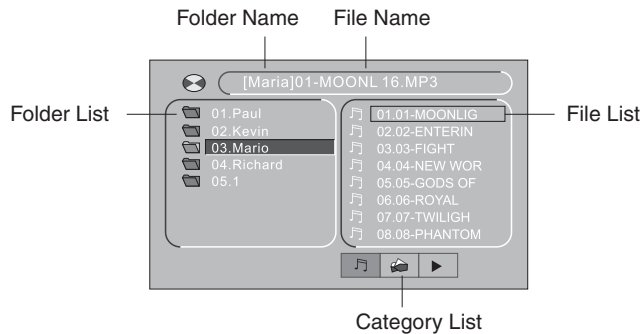 Folder Name File Name
[Maria]01-MOONL 16.MP3
Folder List
01.Paul
02.Kevin
03.Mario
04.Richard
05.1
01.01-MOONLIG
02.02-ENTERIN
03.03-FIGHT
04.04-NEW WOR
05.05-GODS OF
06.06-ROYAL
07.07-TWILIGH
08.08-PHANTOM
File List
Category List